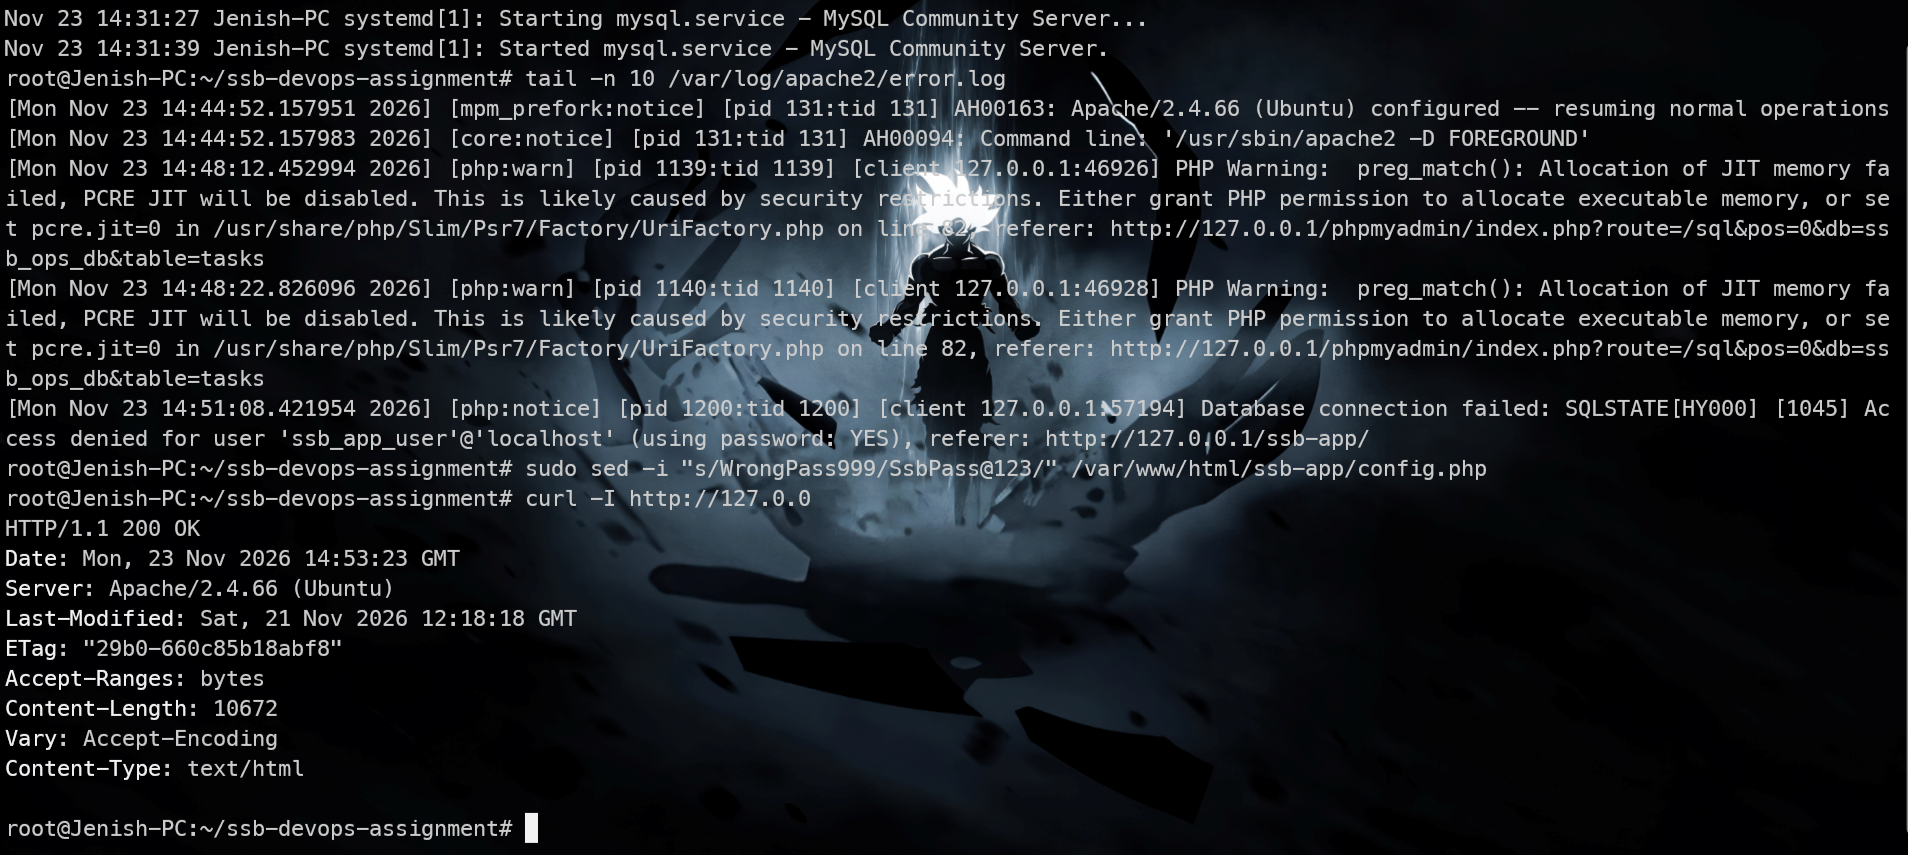 Nov 23 14:31:27 Jenish-PC systemd[1]: Starting mysql.service - MySQL Community Server...
Nov 23 14:31:39 Jenish-PC systemd[1]: Started mysql.service - MySQL Community Server.
root@Jenish-PC:~/ssb-devops-assignment# tail -n 10 /var/log/apache2/error.log
[Mon Nov 23 14:44:52.157951 2026] [mpm_prefork:notice] [pid 131:tid 131] AH00163: Apache/2.4.66 (Ubuntu) configured -- resuming normal operations
[Mon Nov 23 14:44:52.157983 2026] [core:notice] [pid 131:tid 131] AH00094: Command line: '/usr/sbin/apache2 -D FOREGROUND'
[Mon Nov 23 14:48:12.452994 2026] [php:warn] [pid 1139:tid 1139] [client 127.0.0.1:46926] PHP Warning:  preg_match(): Allocation of JIT memory fa
iled, PCRE JIT will be disabled. This is likely caused by security restrictions. Either grant PHP permission to allocate executable memory, or se
t pcre.jit=0 in /usr/share/php/Slim/Psr7/Factory/UriFactory.php on line 82, referer: http://127.0.0.1/phpmyadmin/index.php?route=/sql&pos=0&db=ss
b_ops_db&table=tasks
[Mon Nov 23 14:48:22.826096 2026] [php:warn] [pid 1140:tid 1140] [client 127.0.0.1:46928] PHP Warning:  preg_match(): Allocation of JIT memory fa
iled, PCRE JIT will be disabled. This is likely caused by security restrictions. Either grant PHP permission to allocate executable memory, or se
t pcre.jit=0 in /usr/share/php/Slim/Psr7/Factory/UriFactory.php on line 82, referer: http://127.0.0.1/phpmyadmin/index.php?route=/sql&pos=0&db=ss
b_ops_db&table=tasks
[Mon Nov 23 14:51:08.421954 2026] [php:notice] [pid 1200:tid 1200] [client 127.0.0.1:57194] Database connection failed: SQLSTATE[HY000] [1045] Ac
cess denied for user 'ssb_app_user'@'localhost' (using password: YES), referer: http://127.0.0.1/ssb-app/
root@Jenish-PC:~/ssb-devops-assignment# sudo sed -i "s/WrongPass999/SsbPass@123/" /var/www/html/ssb-app/config.php
root@Jenish-PC:~/ssb-devops-assignment# curl -I http://127.0.0
HTTP/1.1 200 OK
Date: Mon, 23 Nov 2026 14:53:23 GMT
Server: Apache/2.4.66 (Ubuntu)
Last-Modified: Sat, 21 Nov 2026 12:18:18 GMT
ETag: "29b0-660c85b18abf8"
Accept-Ranges: bytes
Content-Length: 10672
Vary: Accept-Encoding
Content-Type: text/html
root@Jenish-PC:~/ssb-devops-assignment#